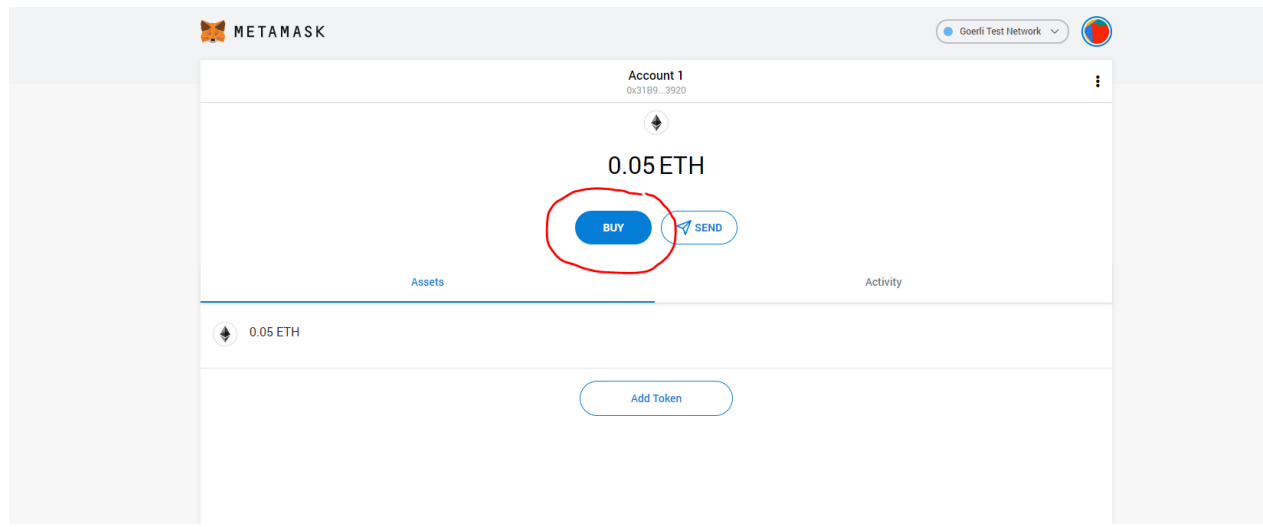 METAMASK
Goerli Test Network
Account 1
0x31B9...3920
0.05 ETH
BUY
SEND
Assets
Activity
0.05 ETH
Add Token